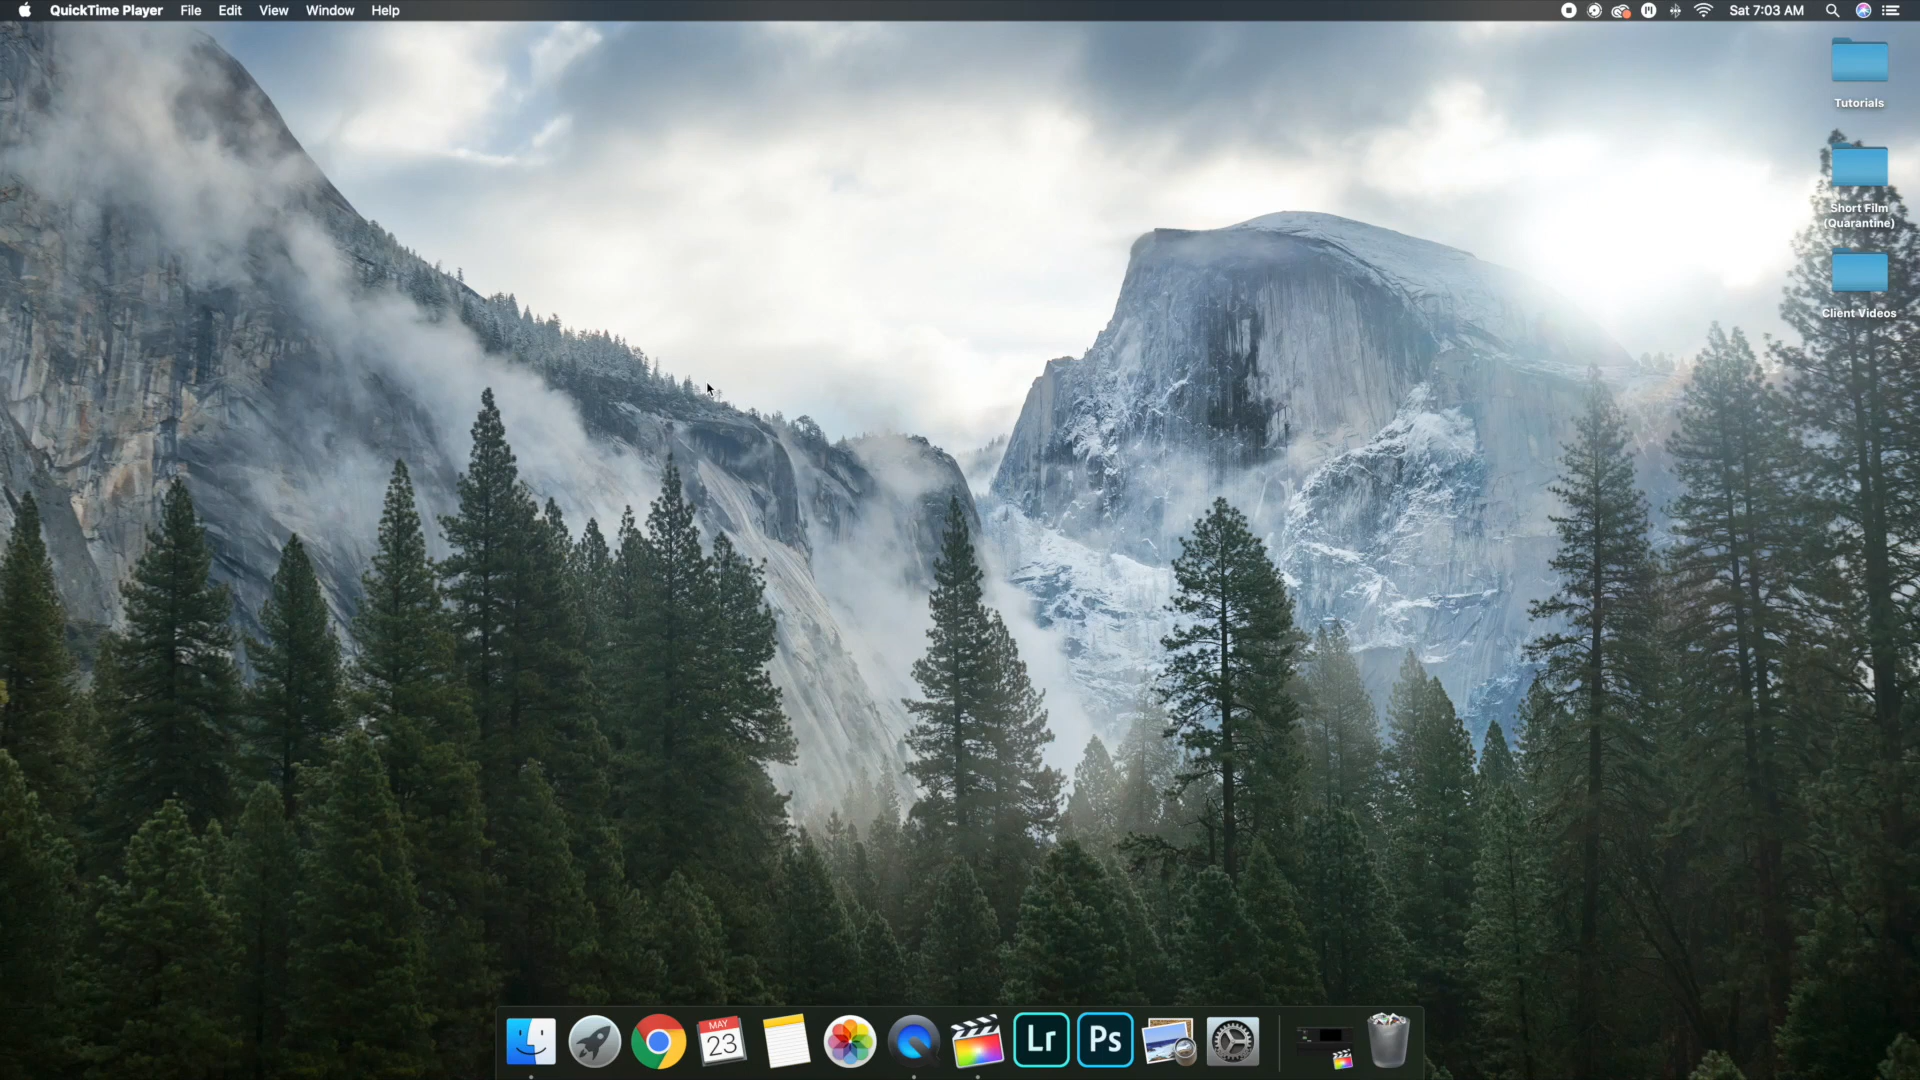 QuickTime Player File Edit View Window Help Sat 7:03 AM
Tutorials
Short Film
(Quarantine)
Client Videos
MAY
23
Lr
Ps